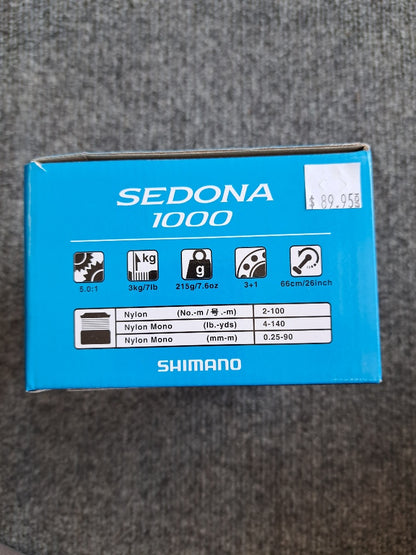 SEDONA
1000
$ 89.95
kg
g
5.0:1
3kg/7lb
215g/7.6oz
3+1
66cm/26inch
Nylon (No.-m / 号.-m) 2-100
Nylon Mono (lb.-yds) 4-140
Nylon Mono (mm-m) 0.25-90
SHIMANO